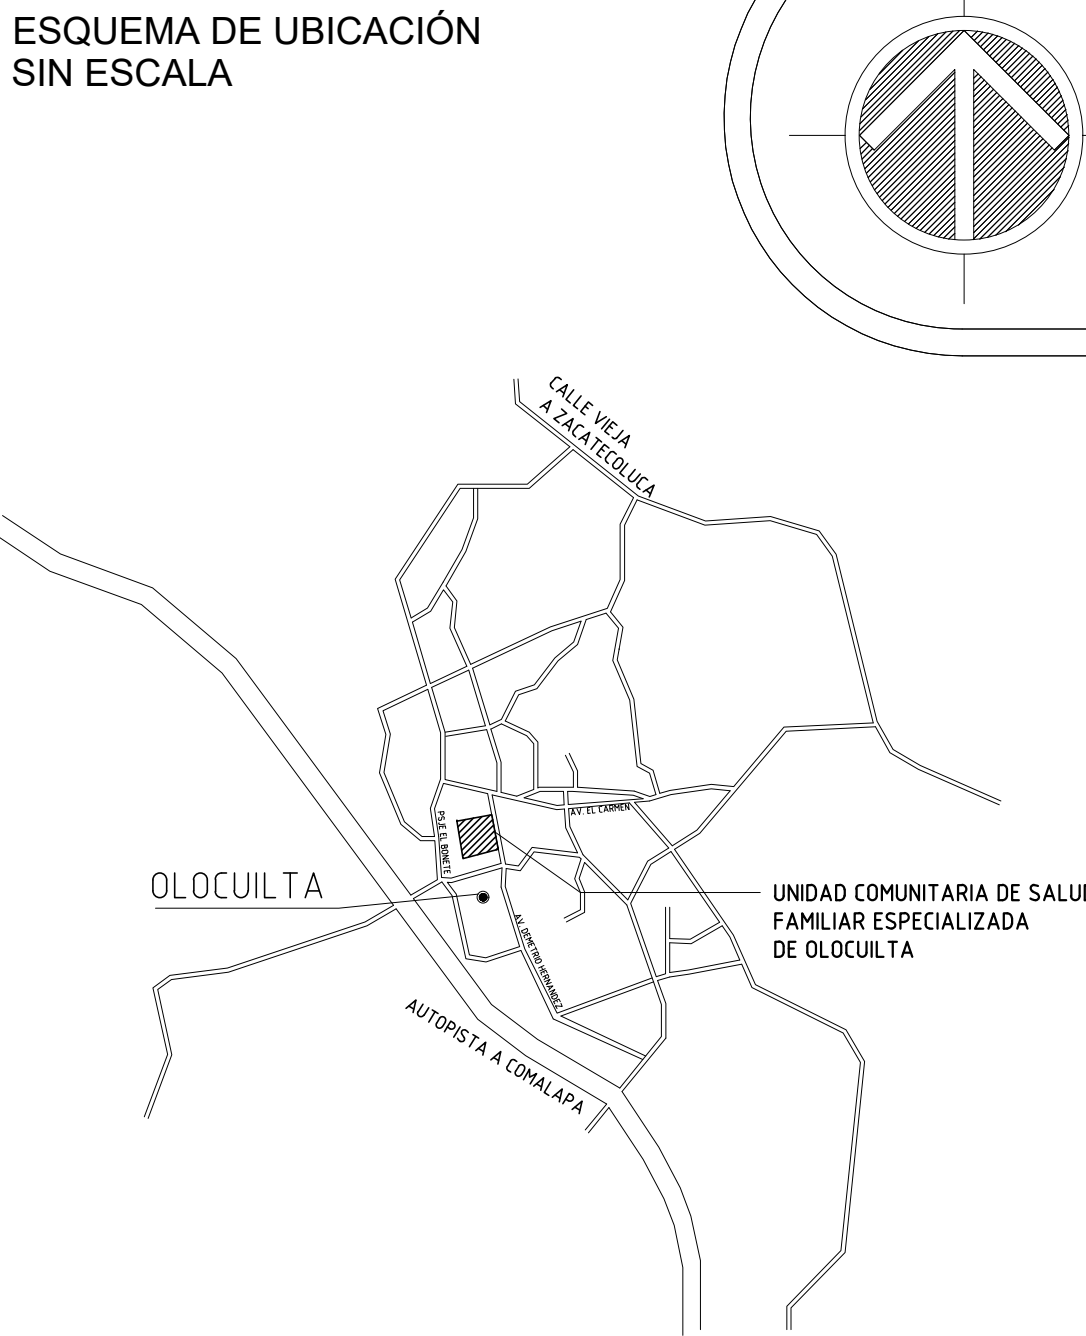 ESQUEMA DE UBICACIÓN
SIN ESCALA
CALLE VIEJA
A ZACATECOLUCA
AV. EL CARMEN
PSJE. EL BONETE
OLOCUILTA
UNIDAD COMUNITARIA DE SALUD
FAMILIAR ESPECIALIZADA
DE OLOCUILTA
AV. DEMETRIO HERNANDEZ
AUTOPISTA A COMALAPA